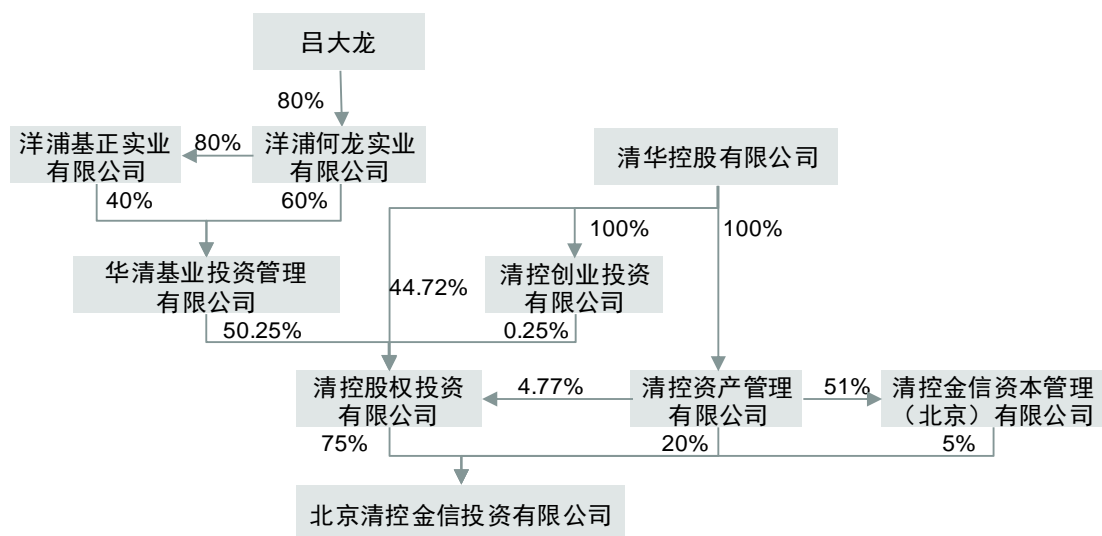 吕大龙
80%
洋浦基正实业
有限公司
80%
洋浦何龙实业
有限公司
清华控股有限公司
40%
60%
100%
100%
华清基业投资管理
有限公司
44.72%
清控创业投资
有限公司
50.25%
0.25%
清控股权投资
有限公司
4.77%
清控资产管理
有限公司
51%
清控金信资本管理
（北京）有限公司
75%
20%
5%
北京清控金信投资有限公司